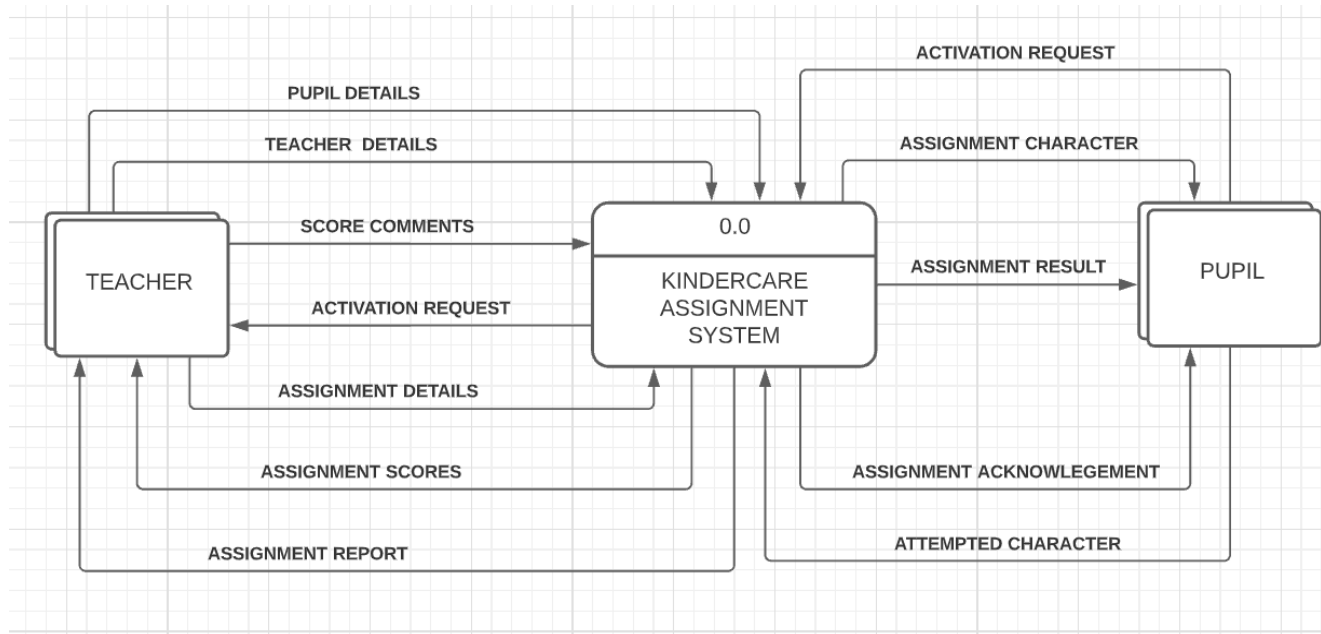 ACTIVATION REQUEST
PUPIL DETAILS
TEACHER DETAILS
ASSIGNMENT CHARACTER
SCORE COMMENTS
0.0
TEACHER
KINDERCARE
ASSIGNMENT
SYSTEM
ASSIGNMENT RESULT
PUPIL
ACTIVATION REQUEST
ASSIGNMENT DETAILS
ASSIGNMENT SCORES
ASSIGNMENT ACKNOWLEGEMENT
ASSIGNMENT REPORT
ATTEMPTED CHARACTER